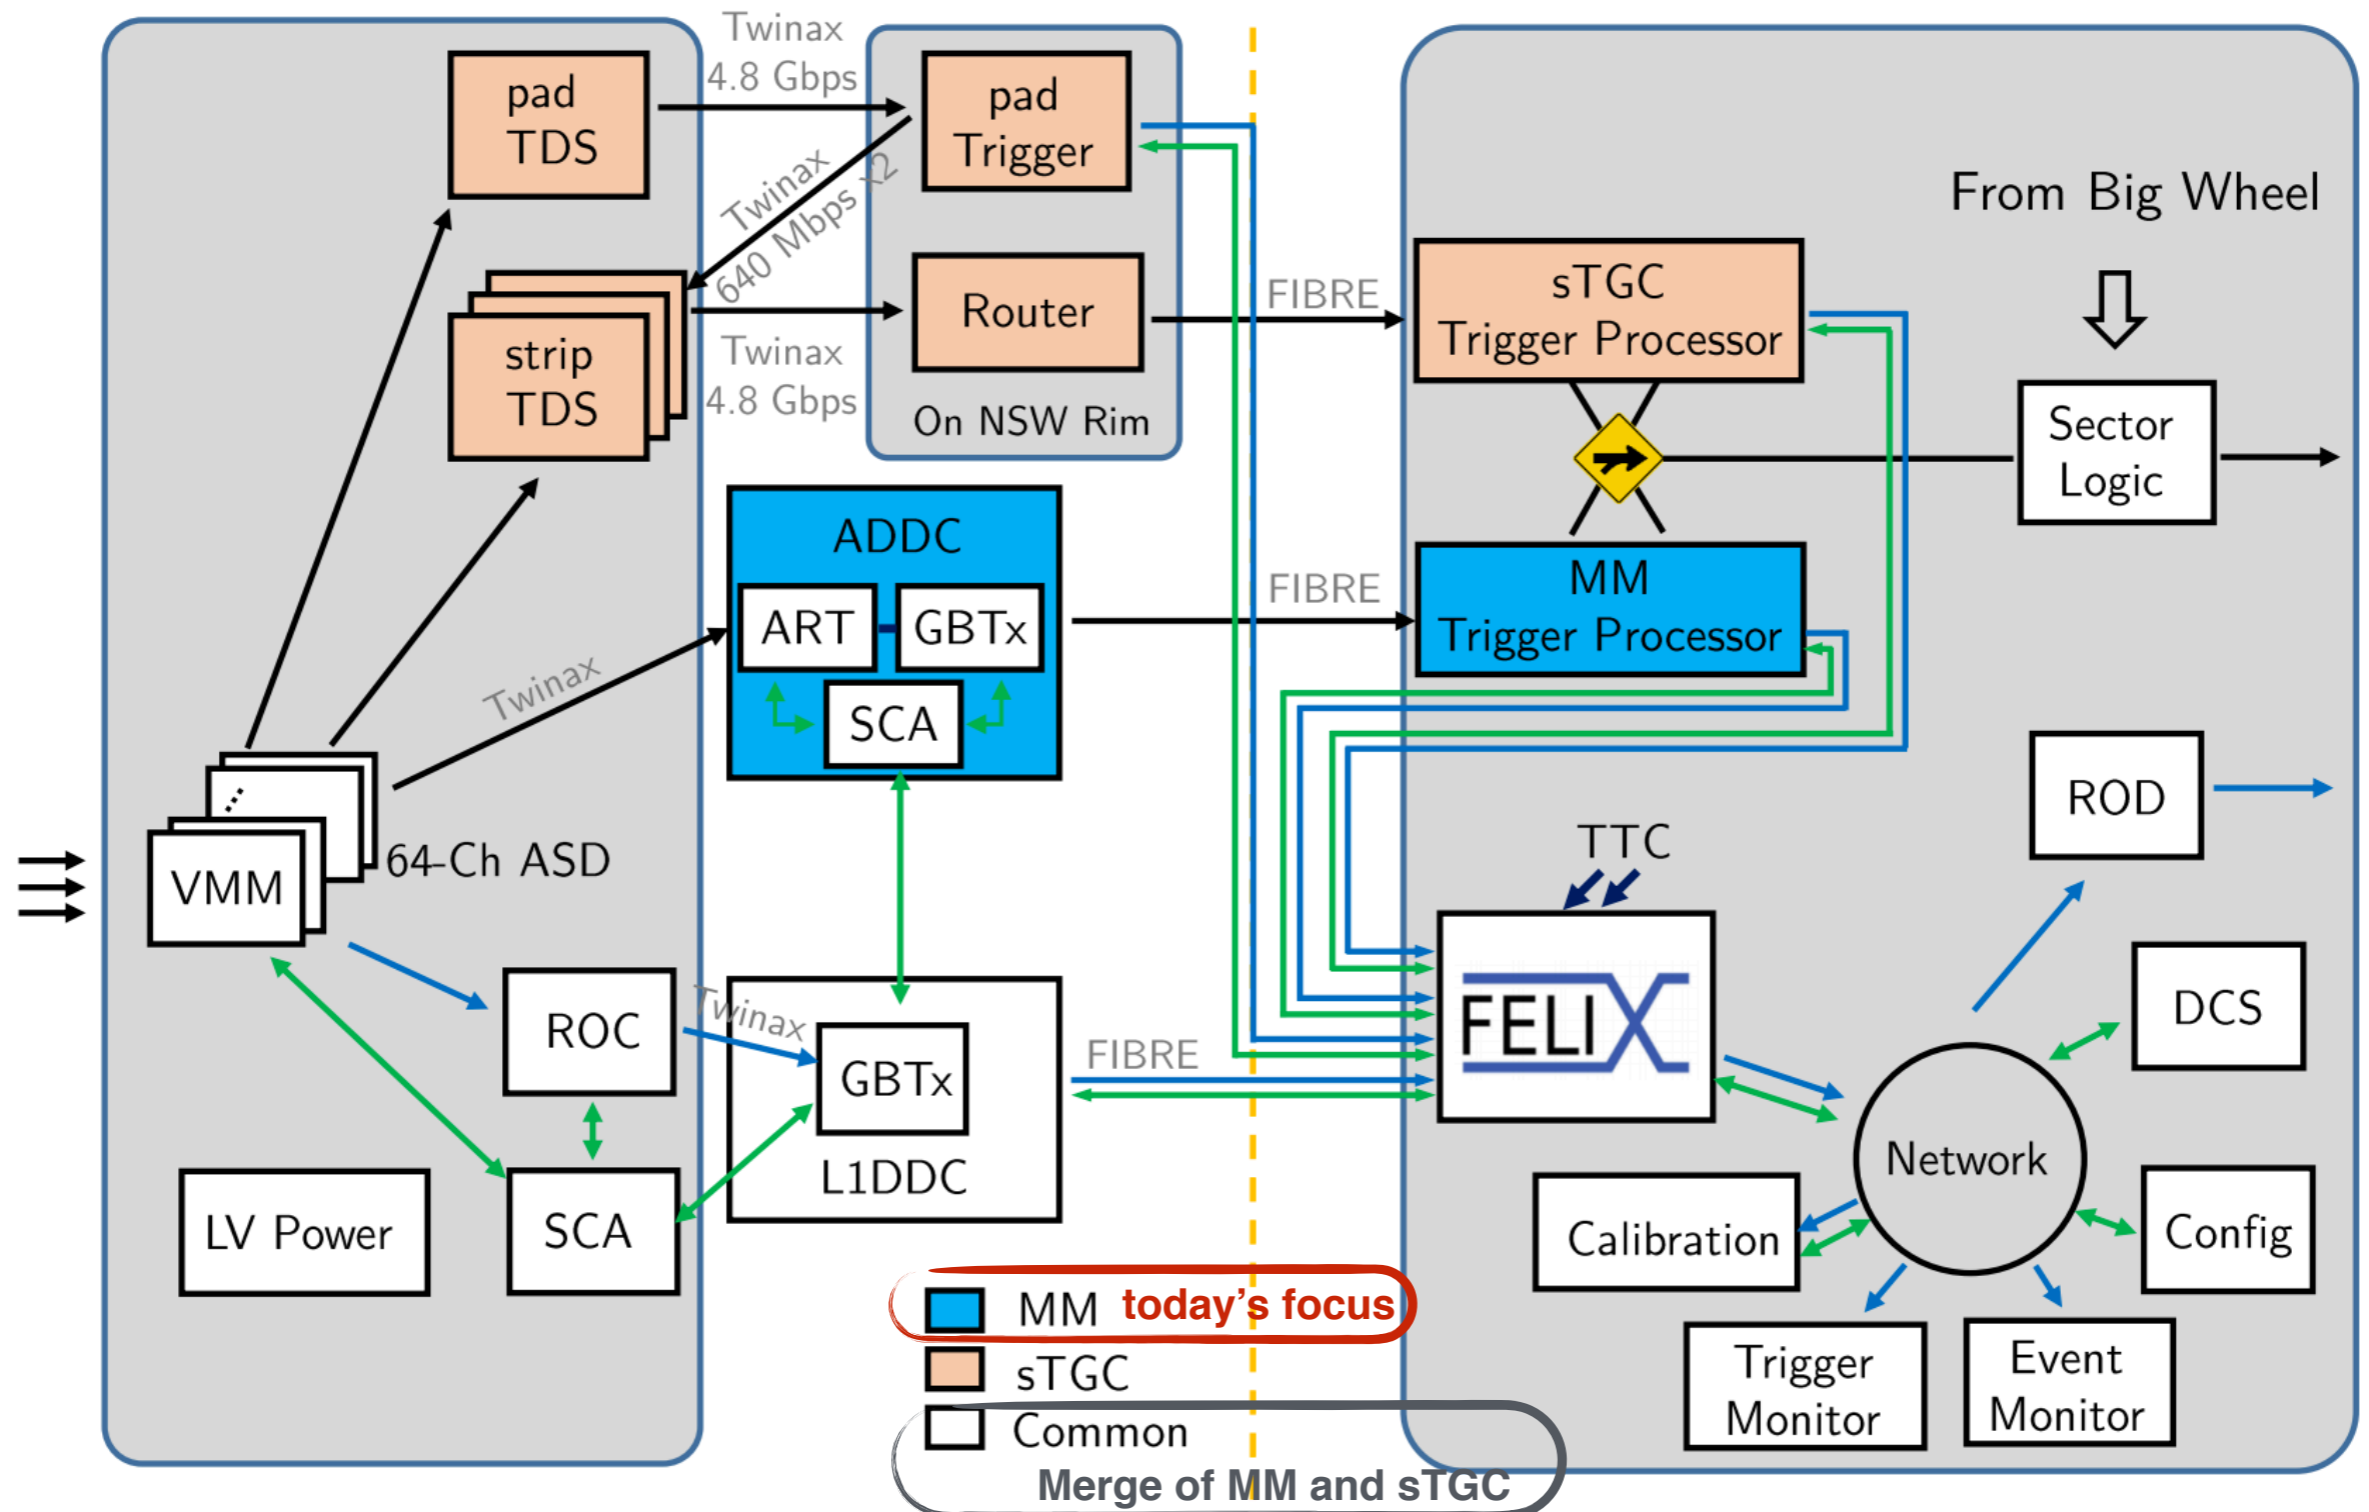 pad
TDS
Twinax
4.8 Gbps
pad
Trigger
Twinax
640 Mbps x2
strip
TDS
Twinax
4.8 Gbps
Router
On NSW Rim
FIBRE
sTGC
Trigger Processor
From Big Wheel
Sector
Logic
ADDC
ART
GBTx
SCA
Twinax
FIBRE
MM
Trigger Processor
VMM
64-Ch ASD
ROC
Twinax
GBTx
L1DDC
LV Power
SCA
FIBRE
TTC
FELIX
ROD
DCS
Network
Config
Calibration
Trigger
Monitor
Event
Monitor
MM today's focus
sTGC
Common
Merge of MM and sTGC